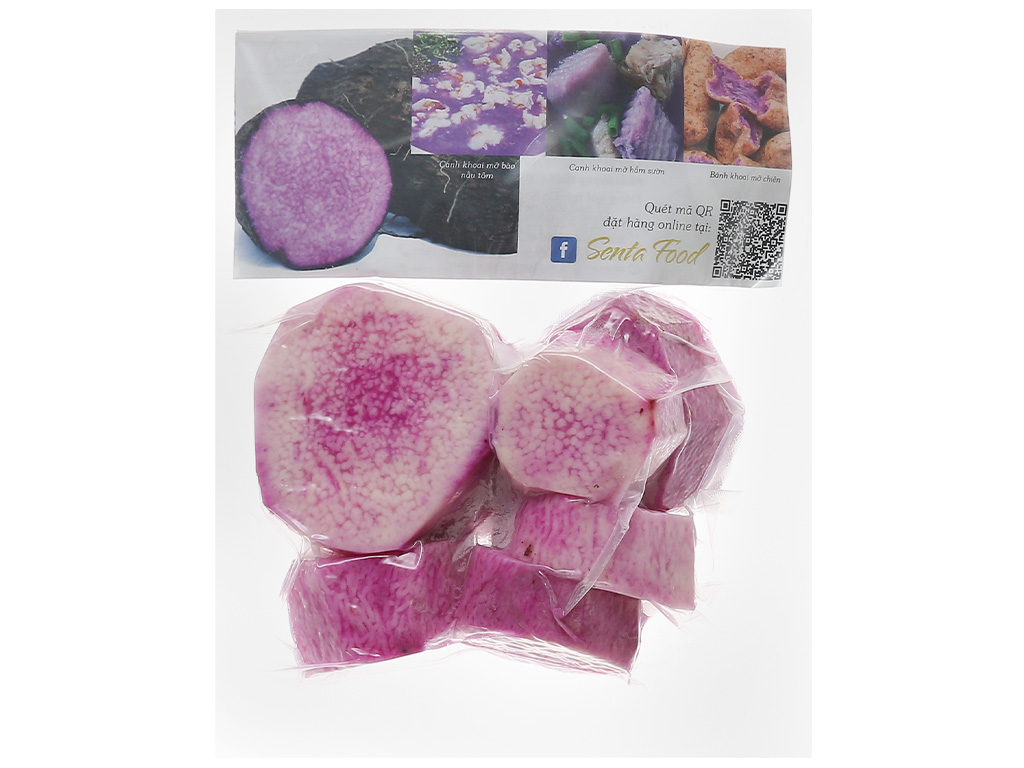 Canh khoai mỡ bào
nấu tôm
Canh khoai mỡ hầm sườn
Bánh khoai mỡ chiên
Quét mã QR
đặt hàng online tại:
f Senta Food